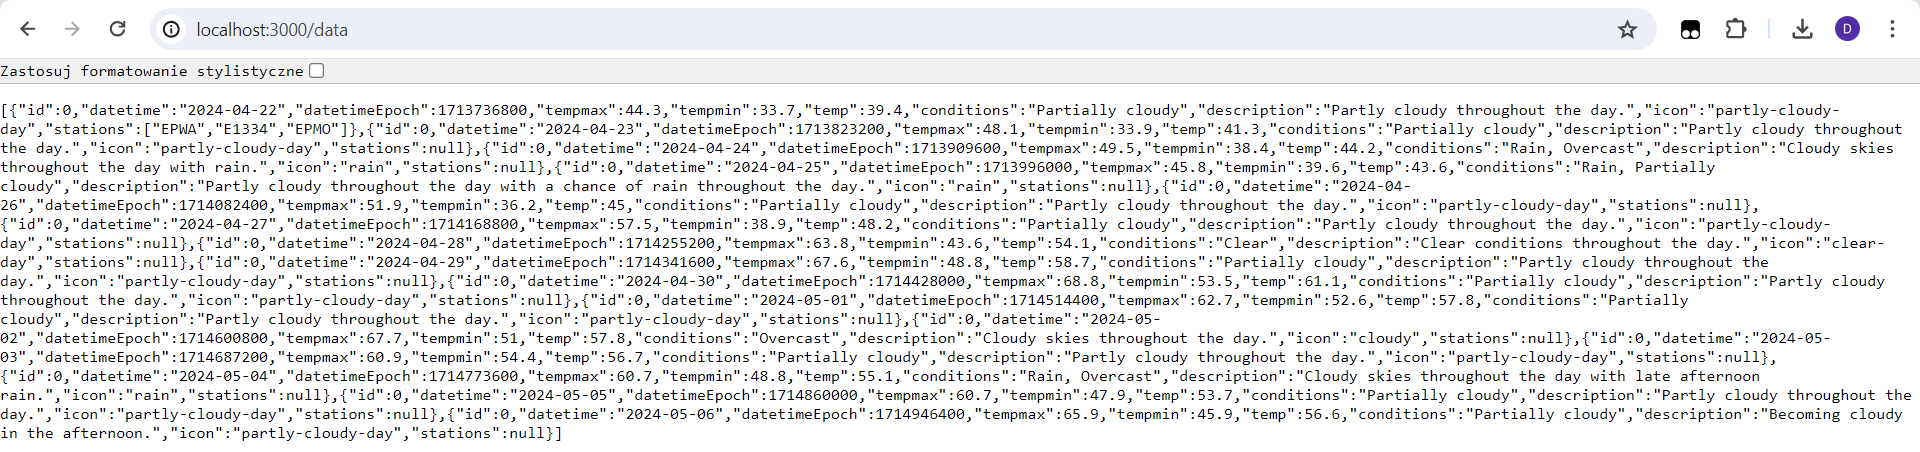 localhost:3000/data
D
Zastosuj formatowanie stylistyczne
[{"id":0,"datetime":"2024-04-22","datetimeEpoch":1713736800,"tempmax":44.3,"tempmin":33.7,"temp":39.4,"conditions":"Partially cloudy","description":"Partly cloudy throughout the day.","icon":"partly-cloudy-
day","stations":["EPWA","E1334","EPMO"]},{"id":0,"datetime":"2024-04-23","datetimeEpoch":1713823200,"tempmax":48.1,"tempmin":33.9,"temp":41.3,"conditions":"Partially cloudy","description":"Partly cloudy throughout
the day.","icon":"partly-cloudy-day","stations":null},{"id":0,"datetime":"2024-04-24","datetimeEpoch":1713909600,"tempmax":49.5,"tempmin":38.4,"temp":44.2,"conditions":"Rain, Overcast","description":"Cloudy skies
throughout the day with rain.","icon":"rain","stations":null},{"id":0,"datetime":"2024-04-25","datetimeEpoch":1713996000,"tempmax":45.8,"tempmin":39.6,"temp":43.6,"conditions":"Rain, Partially
cloudy","description":"Partly cloudy throughout the day with a chance of rain throughout the day.","icon":"rain","stations":null},{"id":0,"datetime":"2024-04-
26","datetimeEpoch":1714082400,"tempmax":51.9,"tempmin":36.2,"temp":45,"conditions":"Partially cloudy","description":"Partly cloudy throughout the day.","icon":"partly-cloudy-day","stations":null},
{"id":0,"datetime":"2024-04-27","datetimeEpoch":1714168800,"tempmax":57.5,"tempmin":38.9,"temp":48.2,"conditions":"Partially cloudy","description":"Partly cloudy throughout the day.","icon":"partly-cloudy-
day","stations":null},{"id":0,"datetime":"2024-04-28","datetimeEpoch":1714255200,"tempmax":63.8,"tempmin":43.6,"temp":54.1,"conditions":"Clear","description":"Clear conditions throughout the day.","icon":"clear-
day","stations":null},{"id":0,"datetime":"2024-04-29","datetimeEpoch":1714341600,"tempmax":67.6,"tempmin":48.8,"temp":58.7,"conditions":"Partially cloudy","description":"Partly cloudy throughout the
day.","icon":"partly-cloudy-day","stations":null},{"id":0,"datetime":"2024-04-30","datetimeEpoch":1714428000,"tempmax":68.8,"tempmin":53.5,"temp":61.1,"conditions":"Partially cloudy","description":"Partly cloudy
throughout the day.","icon":"partly-cloudy-day","stations":null},{"id":0,"datetime":"2024-05-01","datetimeEpoch":1714514400,"tempmax":62.7,"tempmin":52.6,"temp":57.8,"conditions":"Partially
cloudy","description":"Partly cloudy throughout the day.","icon":"partly-cloudy-day","stations":null},{"id":0,"datetime":"2024-05-
02","datetimeEpoch":1714600800,"tempmax":67.7,"tempmin":51,"temp":57.8,"conditions":"Overcast","description":"Cloudy skies throughout the day.","icon":"cloudy","stations":null},{"id":0,"datetime":"2024-05-
03","datetimeEpoch":1714687200,"tempmax":60.9,"tempmin":54.4,"temp":56.7,"conditions":"Partially cloudy","description":"Partly cloudy throughout the day.","icon":"partly-cloudy-day","stations":null},
{"id":0,"datetime":"2024-05-04","datetimeEpoch":1714773600,"tempmax":60.7,"tempmin":48.8,"temp":55.1,"conditions":"Rain, Overcast","description":"Cloudy skies throughout the day with late afternoon
rain.","icon":"rain","stations":null},{"id":0,"datetime":"2024-05-05","datetimeEpoch":1714860000,"tempmax":60.7,"tempmin":47.9,"temp":53.7,"conditions":"Partially cloudy","description":"Partly cloudy throughout the
day.","icon":"partly-cloudy-day","stations":null},{"id":0,"datetime":"2024-05-06","datetimeEpoch":1714946400,"tempmax":65.9,"tempmin":45.9,"temp":56.6,"conditions":"Partially cloudy","description":"Becoming cloudy
in the afternoon.","icon":"partly-cloudy-day","stations":null}]